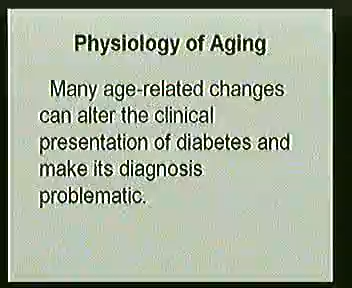 Physiology of Aging
Many age-related changes
can alter the clinical
presentation of diabetes and
make its diagnosis
problematic.